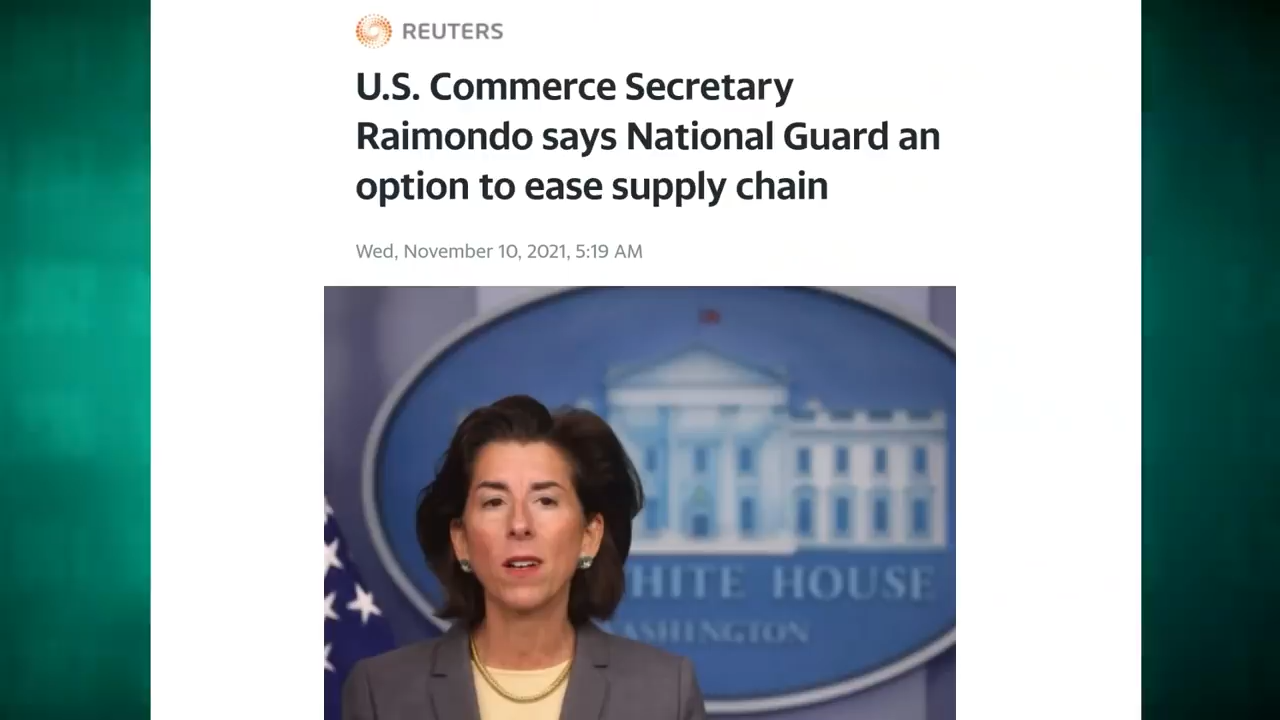 REUTERS
U.S. Commerce Secretary
Raimondo says National Guard an
option to ease supply chain
Wed, November 10, 2021, 5:19 AM
HITE HOUSE
ASHINGTON